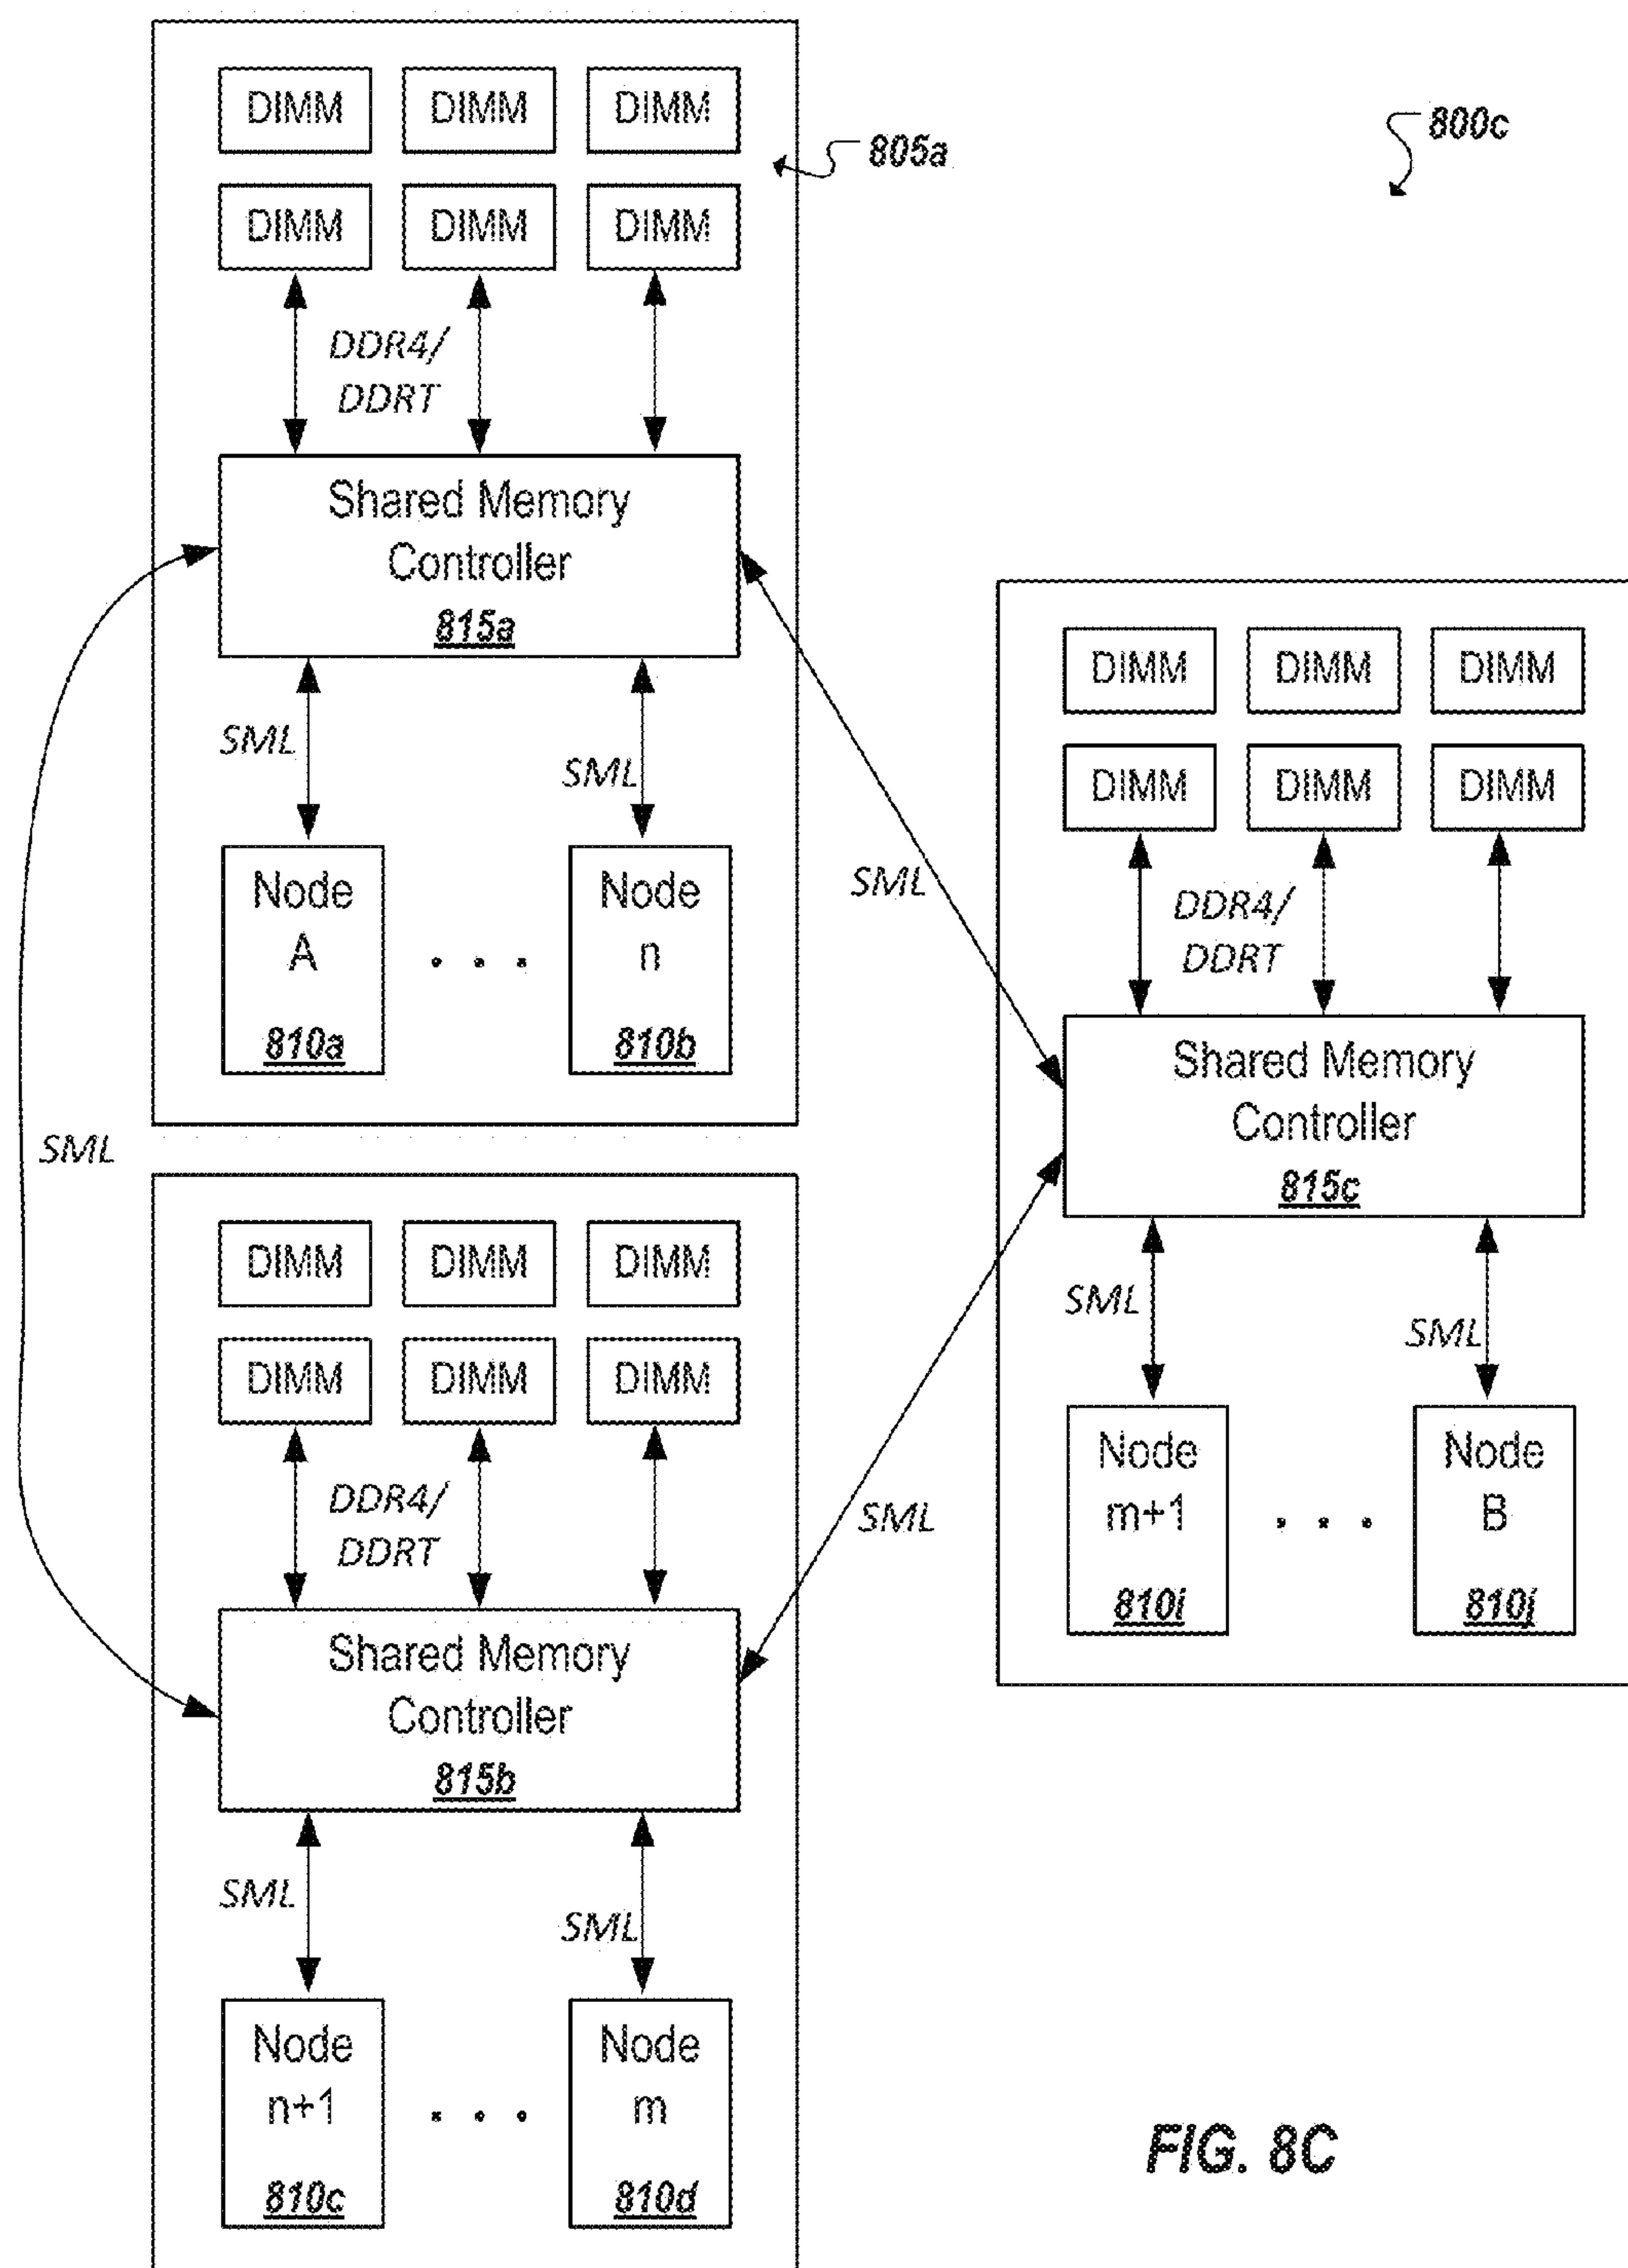 DIMM DIMM DIMM
805a
800c
DIMM DIMM DIMM
DDR4/
DDRT
Shared Memory
Controller
815a
SML
SML
Node
A
810a
. . .
Node
n
810b
SML
SML
DIMM DIMM DIMM
DIMM DIMM DIMM
DDR4/
DDRT
Shared Memory
Controller
815c
SML
SML
Node
m+1
810i
. . .
Node
B
810j
DIMM DIMM DIMM
DIMM DIMM DIMM
DDR4/
DDRT
SML
Shared Memory
Controller
815b
SML
SML
Node
n+1
810c
. . .
Node
m
810d
FIG. 8C